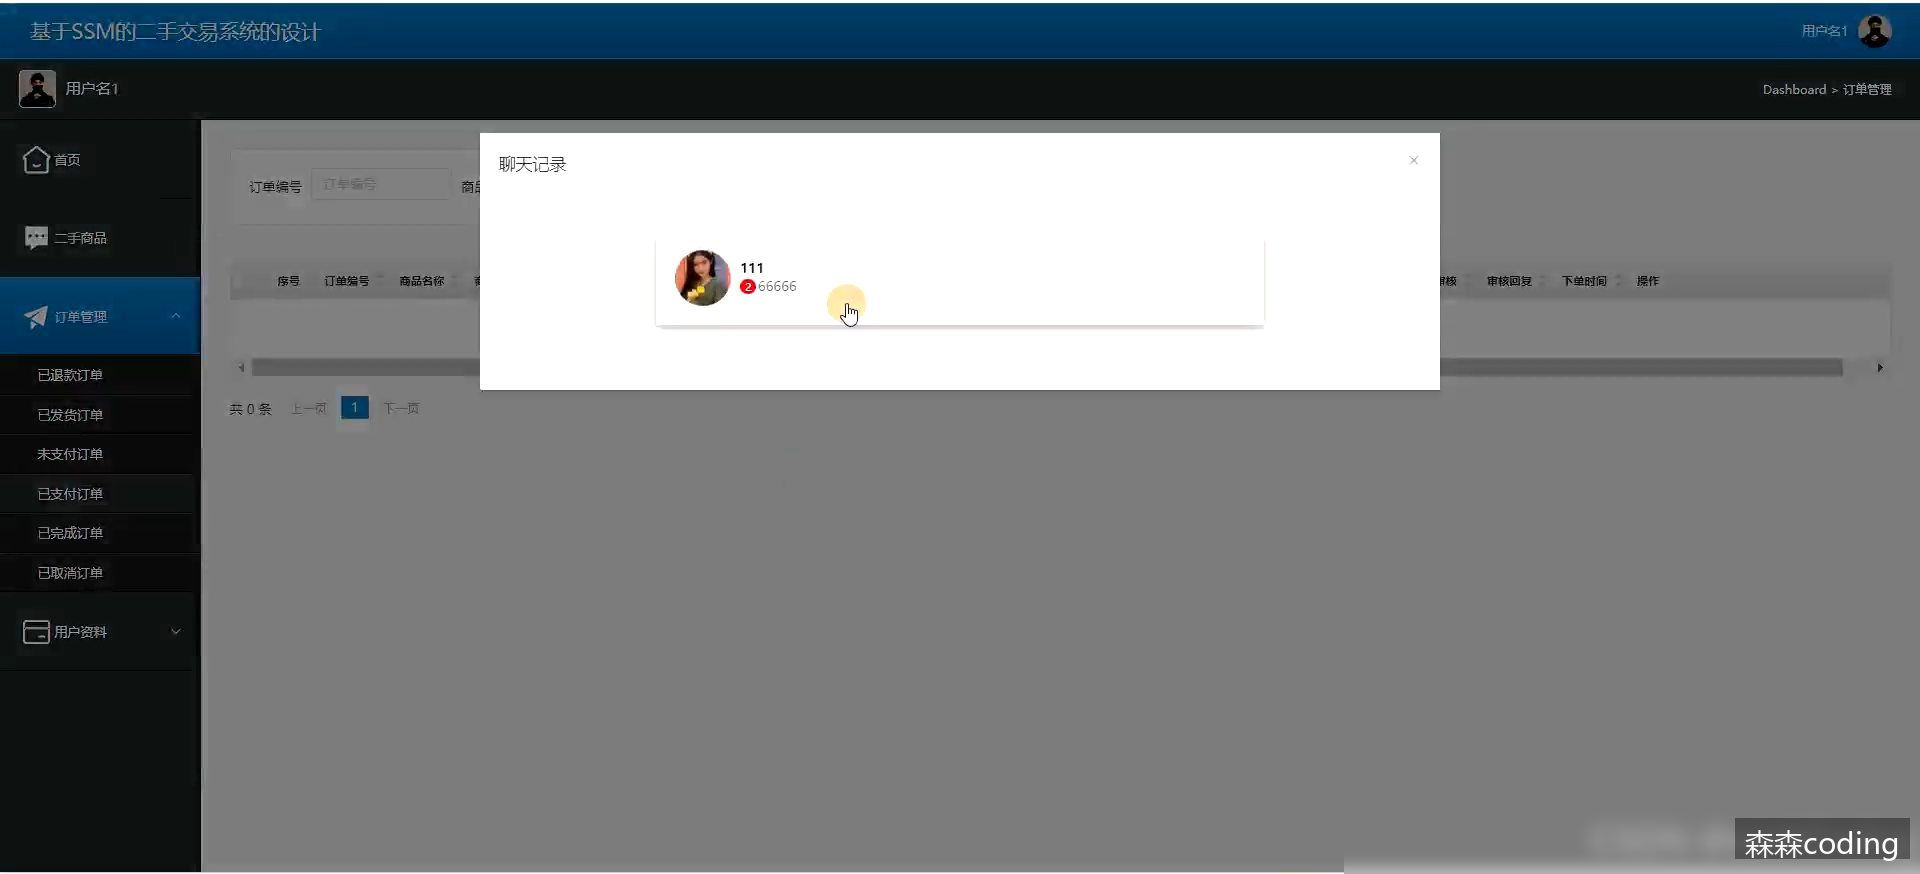 基于SSM的二手交易系统的设计
用户名1
用户名1
Dashboard > 订单管理
首页
二手商品
订单管理
已退款订单
已发货订单
未支付订单
已支付订单
已完成订单
已取消订单
用户资料
订单编号 订单编号
聊天记录
111
2 66666
序号 订单编号 商品名称 审核回复 下单时间 操作
共 0 条 上一页 1 下一页
森森coding